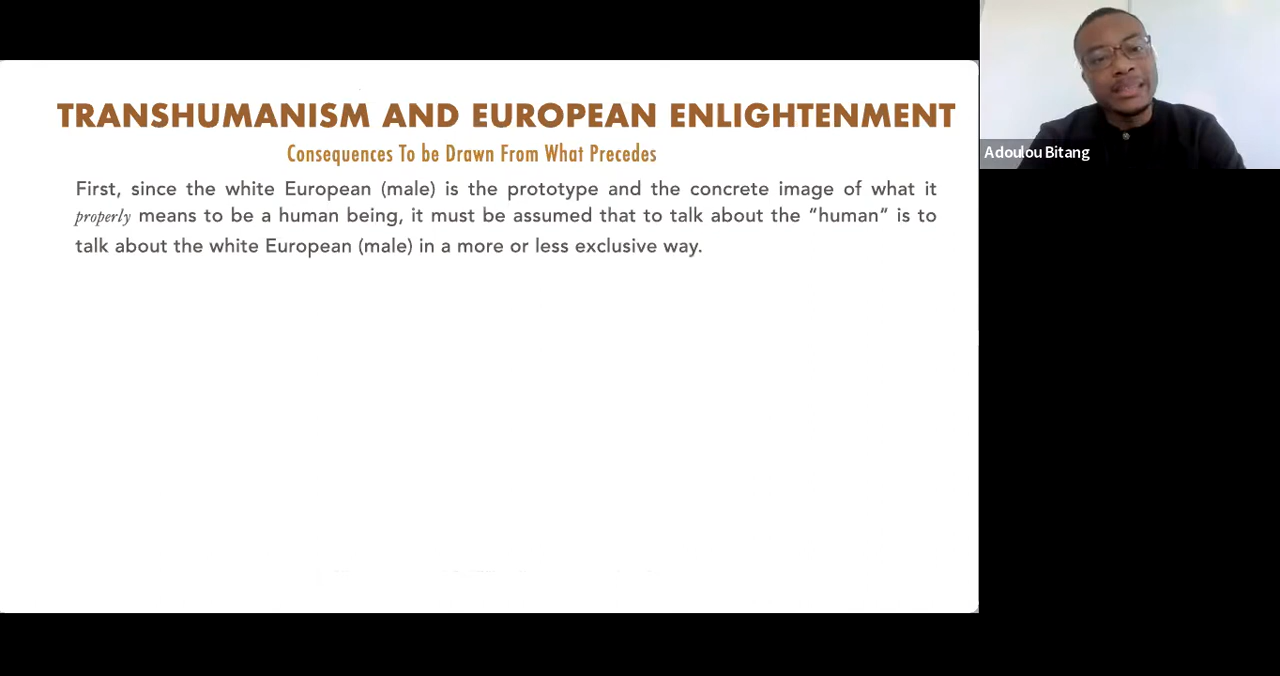 TRANSHUMANISM AND EUROPEAN ENLIGHTENMENT
Consequences To be Drawn From What Precedes
First, since the white European (male) is the prototype and the concrete image of what it
properly means to be a human being, it must be assumed that to talk about the “human” is to
talk about the white European (male) in a more or less exclusive way.
Adoulou Bitang